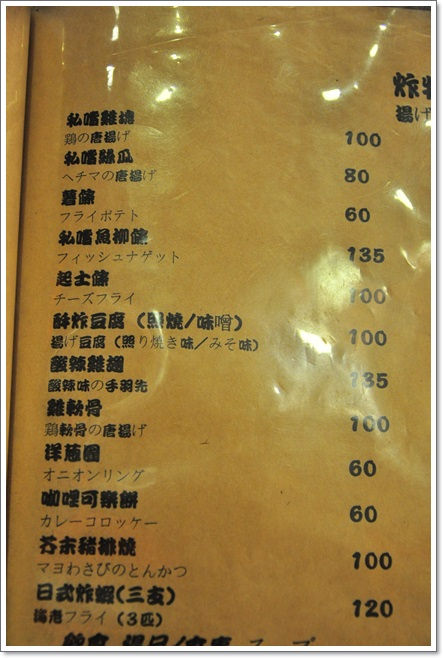 炸
揚げ
私嚐雞塊
鶏の唐揚げ 100
私嚐絲瓜
ヘチマの唐揚げ 80
薯條
フライポテト 60
私嚐魚柳條
フィッシュナゲット 135
起士條
チーズフライ 100
酥炸豆腐 (照燒/味噌)
揚げ豆腐 (照り焼き味/みそ味) 100
酸辣雞翅
酸辣味の手羽先 135
雞軟骨
鶏軟骨の唐揚げ 100
洋蔥圈
オニオンリング 60
咖哩可樂餅
カレーコロッケー 60
芥末豬排燒
マヨわさびのとんかつ 100
日式炸蝦(三支)
海老フライ (3匹) 120